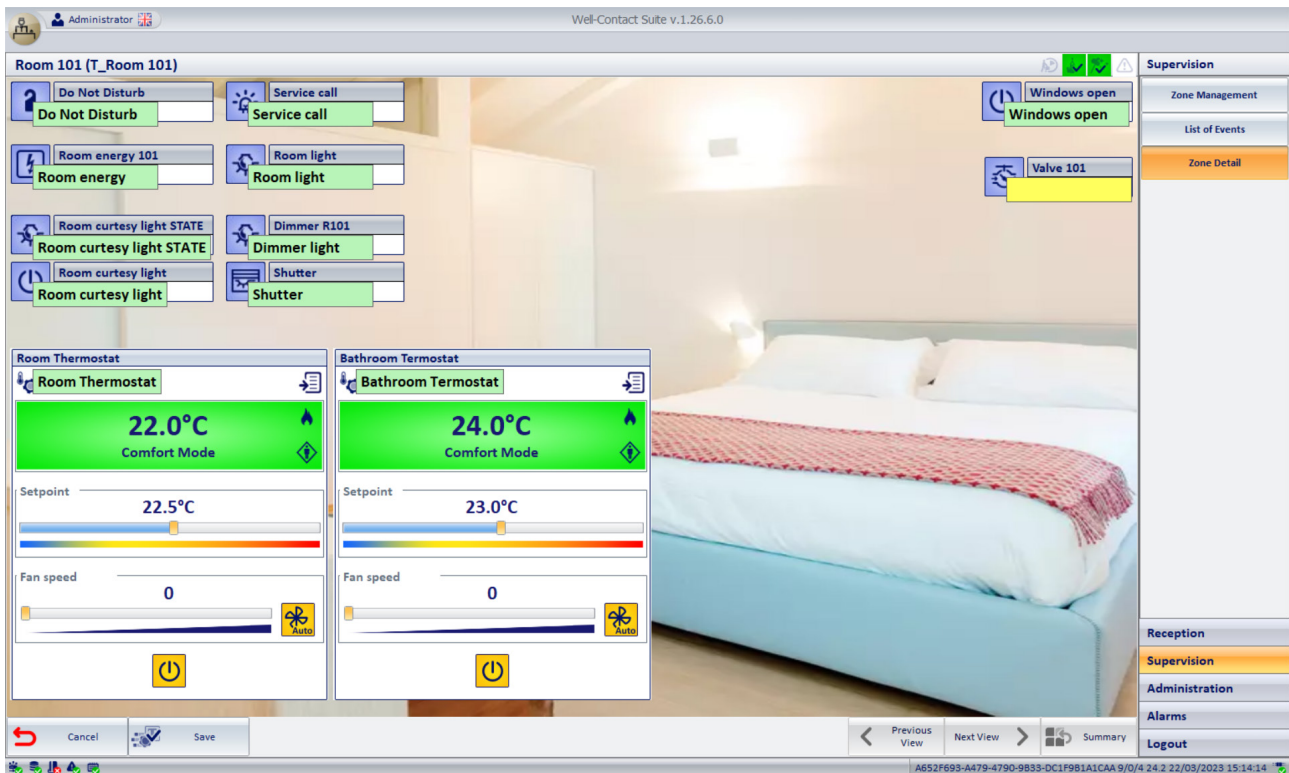 Administrator
Well-Contact Suite v.1.26.6.0
Room 101 (T_Room 101)
Supervision
Do Not Disturb
Do Not Disturb
Service call
Service call
Windows open
Windows open
Zone Management
List of Events
Zone Detail
Room energy 101
Room energy
Room light
Room light
Valve 101
Room curtesy light STATE
Room curtesy light STATE
Dimmer R101
Dimmer light
Room curtesy light
Room curtesy light
Shutter
Shutter
Room Thermostat
Room Thermostat
22.0°C
Comfort Mode
Setpoint
22.5°C
Fan speed
0
Auto
Bathroom Termostat
Bathroom Termostat
24.0°C
Comfort Mode
Setpoint
23.0°C
Fan speed
0
Auto
Reception
Supervision
Administration
Alarms
Logout
Cancel
Save
Previous
View
Next View
Summary
A652F693-A479-4790-9B33-DC1F9B1A1CAA 9/0/4 24.2 22/03/2023 15:14:14